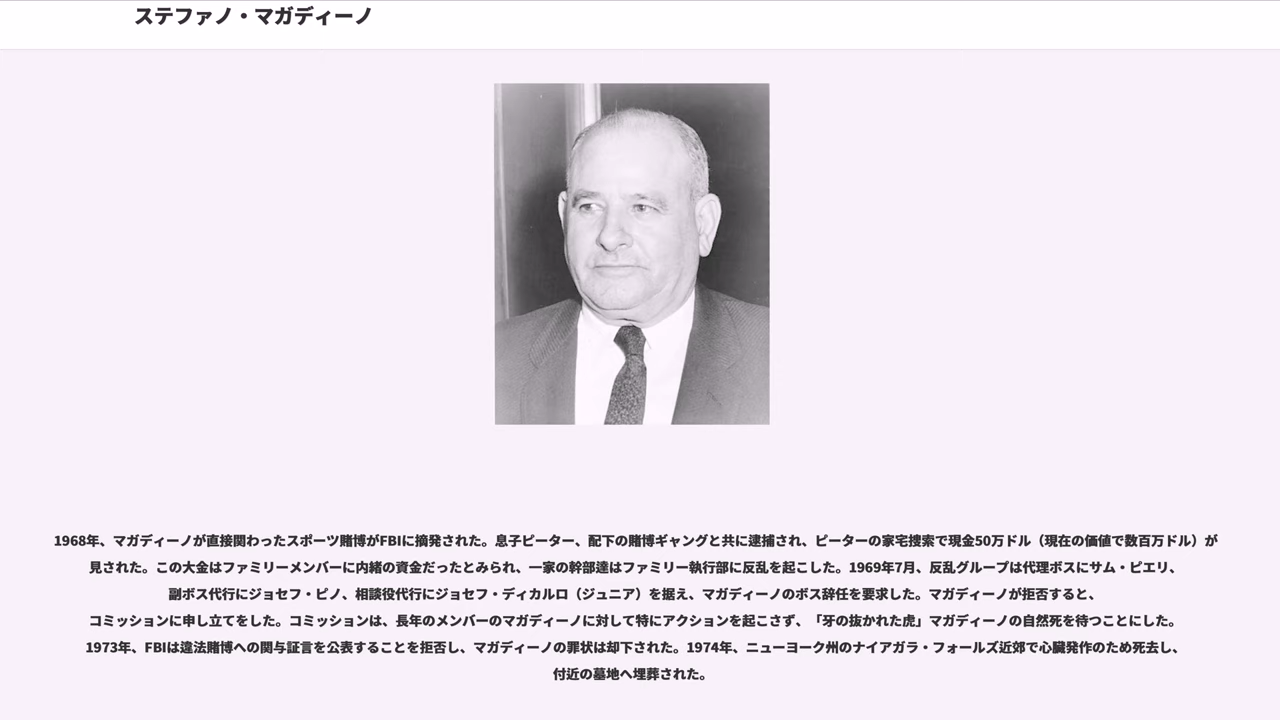 ステファノ・マガディーノ
1968年、マガディーノが直接関わったスポーツ賭博がFBIに摘発された。息子ピーター、配下の賭博ギャングと共に逮捕され、ピーターの家宅捜索で現金50万ドル（現在の価値で数百万ドル）が
見された。この大金はファミリーメンバーに内緒の資金だったとみられ、一家の幹部達はファミリー執行部に反乱を起こした。1969年7月、反乱グループは代理ボスにサム・ピエリ、
副ボス代行にジョセフ・ピノ、相談役代行にジョセフ・ディカルロ（ジュニア）を据え、マガディーノのボス辞任を要求した。マガディーノが拒否すると、
コミッションに申し立てをした。コミッションは、長年のメンバーのマガディーノに対して特にアクションを起こさず、「牙の抜かれた虎」マガディーノの自然死を待つことにした。
1973年、FBIは違法賭博への関与証言を公表することを拒否し、マガディーノの罪状は却下された。1974年、ニューヨーク州のナイアガラ・フォールズ近郊で心臓発作のため死去し、
付近の墓地へ埋葬された。